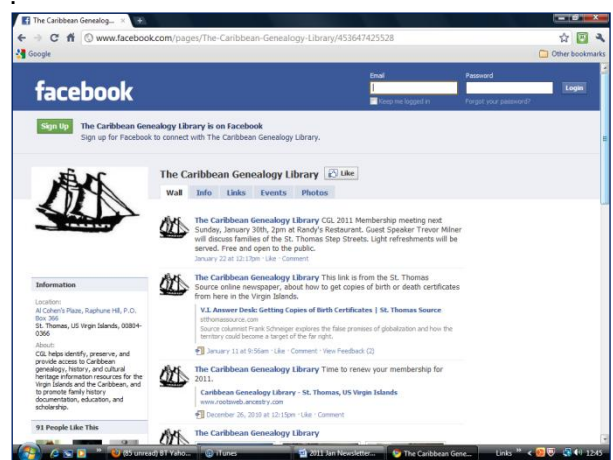 .
The Caribbean Genealog...
www.facebook.com/pages/The-Caribbean-Genealogy-Library/453647425528
Google
Other bookmarks
facebook
Email
Password
Keep me logged in
Forgot your password?
Login
Sign Up
The Caribbean Genealogy Library is on Facebook
Sign up for Facebook to connect with The Caribbean Genealogy Library.
The Caribbean Genealogy Library
Like
Wall Info Links Events Photos
The Caribbean Genealogy Library CGL 2011 Membership meeting next
Sunday, January 30th, 2pm at Randy's Restaurant. Guest Speaker Trevor Milner
will discuss families of the St. Thomas Step Streets. Light refreshments will be
served. Free and open to the public.
January 22 at 12:17pm · Like · Comment
The Caribbean Genealogy Library This link is from the St. Thomas
Source online newspaper, about how to get copies of birth or death certificates
from here in the Virgin Islands.
V.I. Answer Desk: Getting Copies of Birth Certificates | St. Thomas Source
stthomassource.com
Source columnist Frank Schneiger explores the false promises of globalization and how the
territory could become a target of the far right.
January 11 at 9:56am · Like · Comment · View Feedback (2)
The Caribbean Genealogy Library Time to renew your membership for
2011.
Caribbean Genealogy Library - St. Thomas, US Virgin Islands
www.rootsweb.ancestry.com
December 26, 2010 at 12:15pm · Like · Comment
The Caribbean Genealogy Library
Information
Location:
Al Cohen's Plaza, Raphune Hill, P.O.
Box 366
St. Thomas, US Virgin Islands, 00804-
0366
About:
CGL helps identify, preserve, and
provide access to Caribbean
genealogy, history, and cultural
heritage information resources for the
Virgin Islands and the Caribbean, and
to promote family history
documentation, education, and
scholarship.
91 People Like This
(85 unread) BT Yaho...
iTunes
2011 Jan Newsletter...
The Caribbean Gene...
Links
12:45